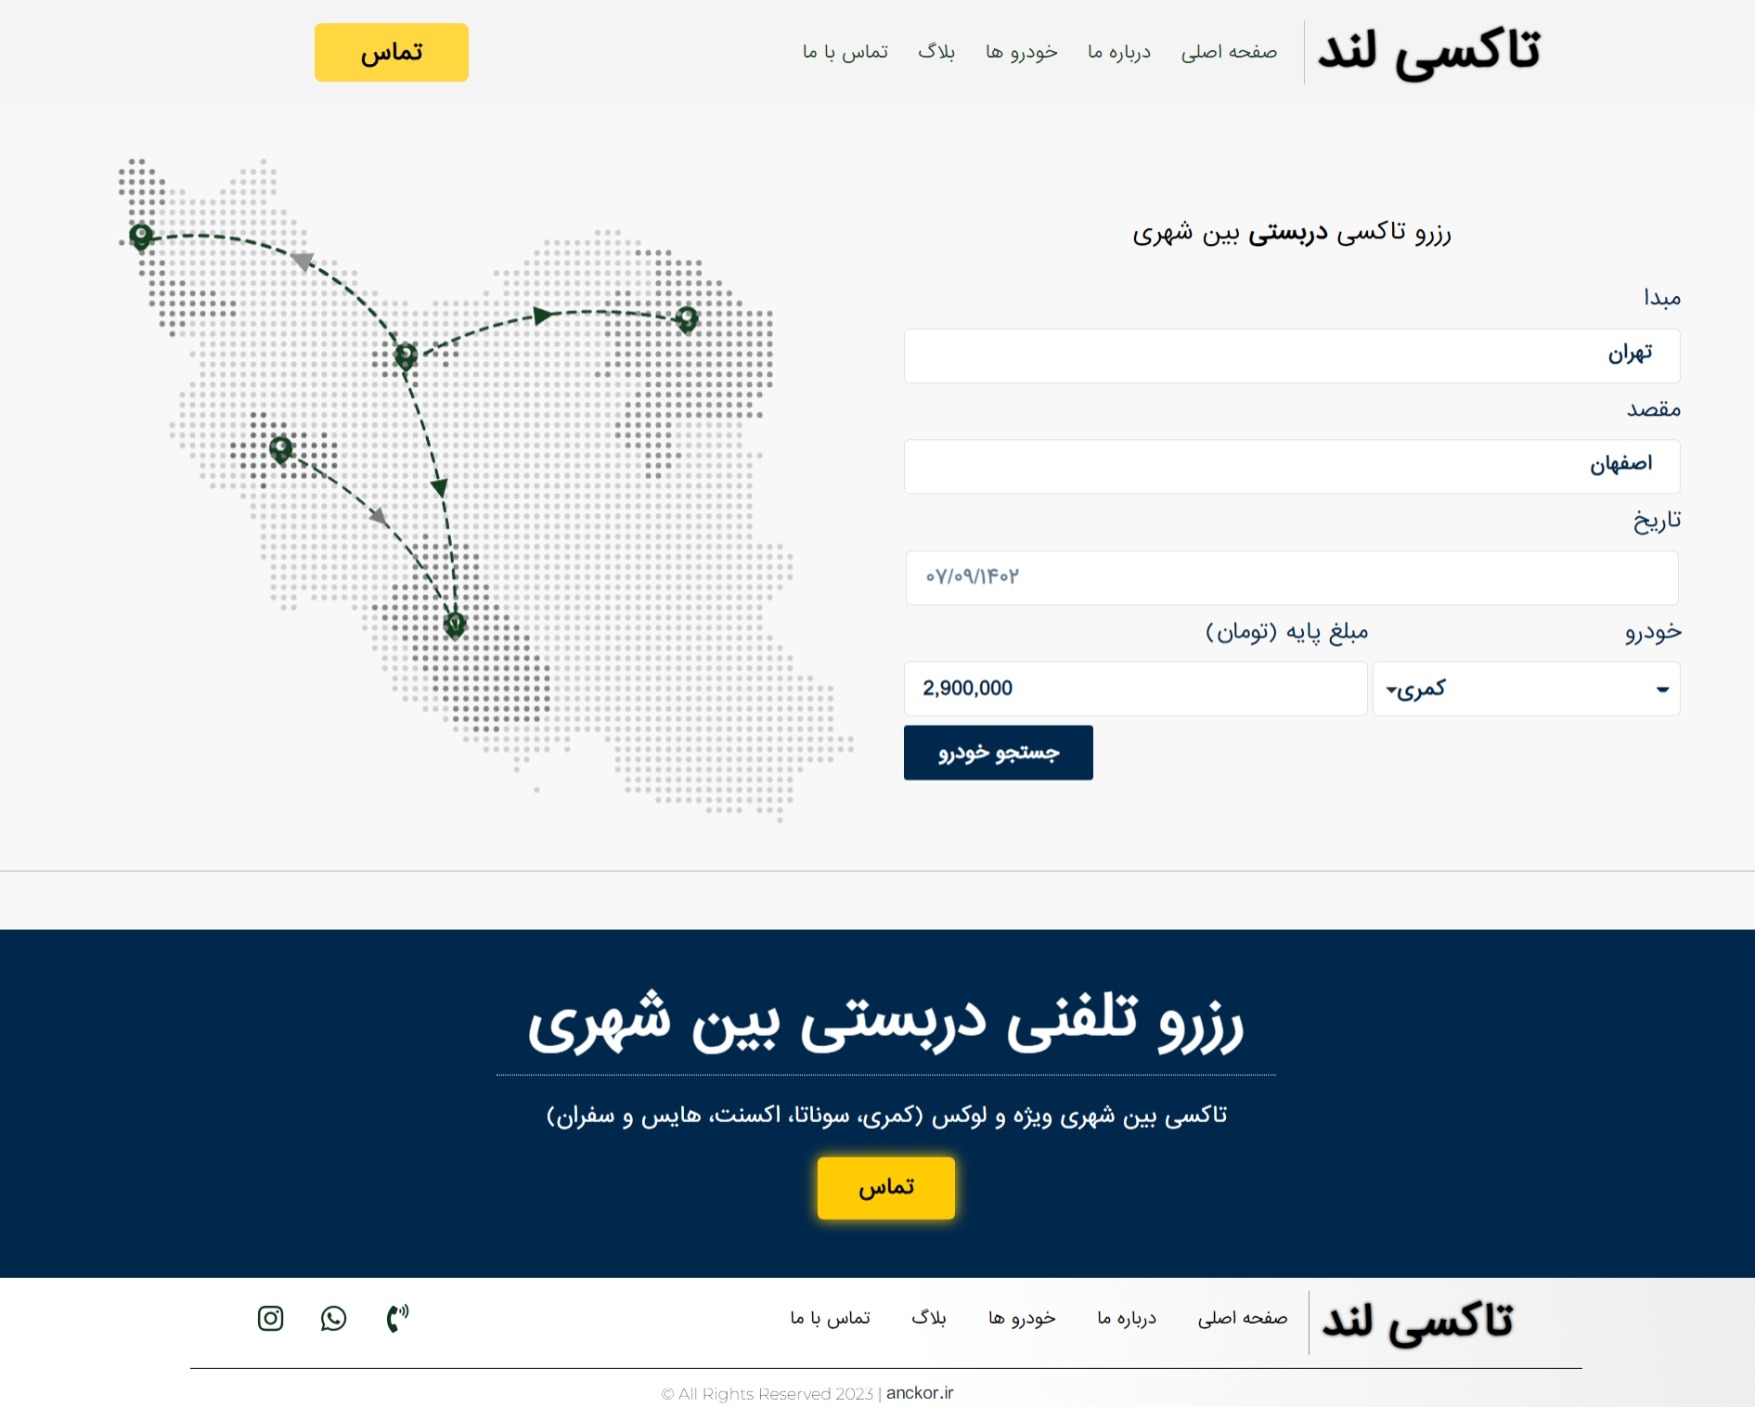 تاکسی لند
صفحه اصلی
درباره ما
خودرو ها
بلاگ
تماس با ما
تماس
رزرو تاکسی دربستی بین شهری
مبدا
تهران
مقصد
اصفهان
تاریخ
۰۷/۰۹/۱۴۰۲
خودرو
مبلغ پایه (تومان)
کمری
2,900,000
جستجو خودرو
رزرو تلفنی دربستی بین شهری
تاکسی بین شهری ویژه و لوکس (کمری، سوناتا، اکسنت، هایس و سفران)
تماس
تاکسی لند
صفحه اصلی
درباره ما
خودرو ها
بلاگ
تماس با ما
© All Rights Reserved 2023 | anckor.ir